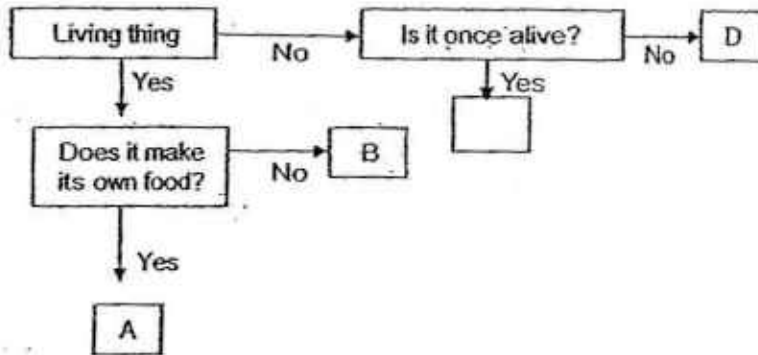 Living thing
No
Is it once alive?
No
D
Yes
Yes
Does it make
its own food?
No
B
Yes
A